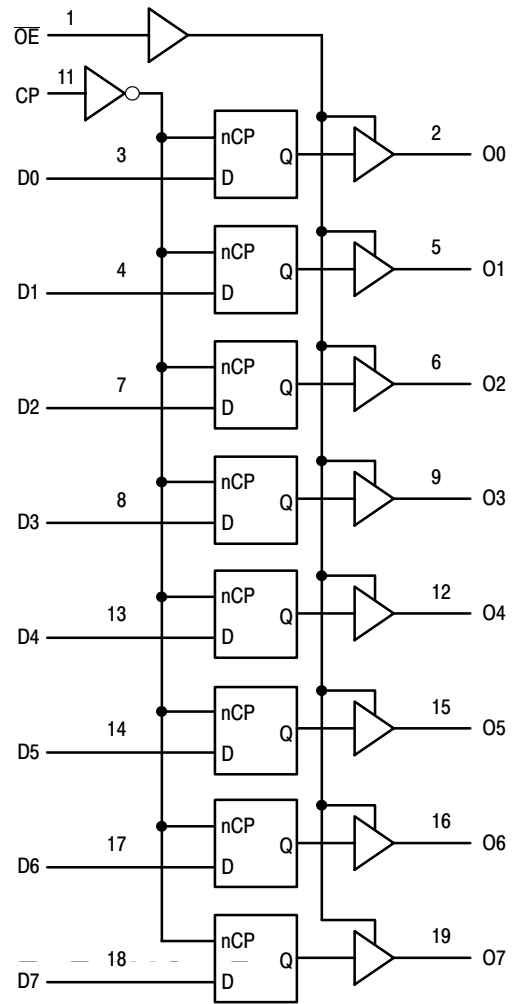 OE 1
CP 11
nCP
D0 3 D Q 2 O0
nCP
D1 4 D Q 5 O1
nCP
D2 7 D Q 6 O2
nCP
D3 8 D Q 9 O3
nCP
D4 13 D Q 12 O4
nCP
D5 14 D Q 15 O5
nCP
D6 17 D Q 16 O6
nCP
D7 18 D Q 19 O7